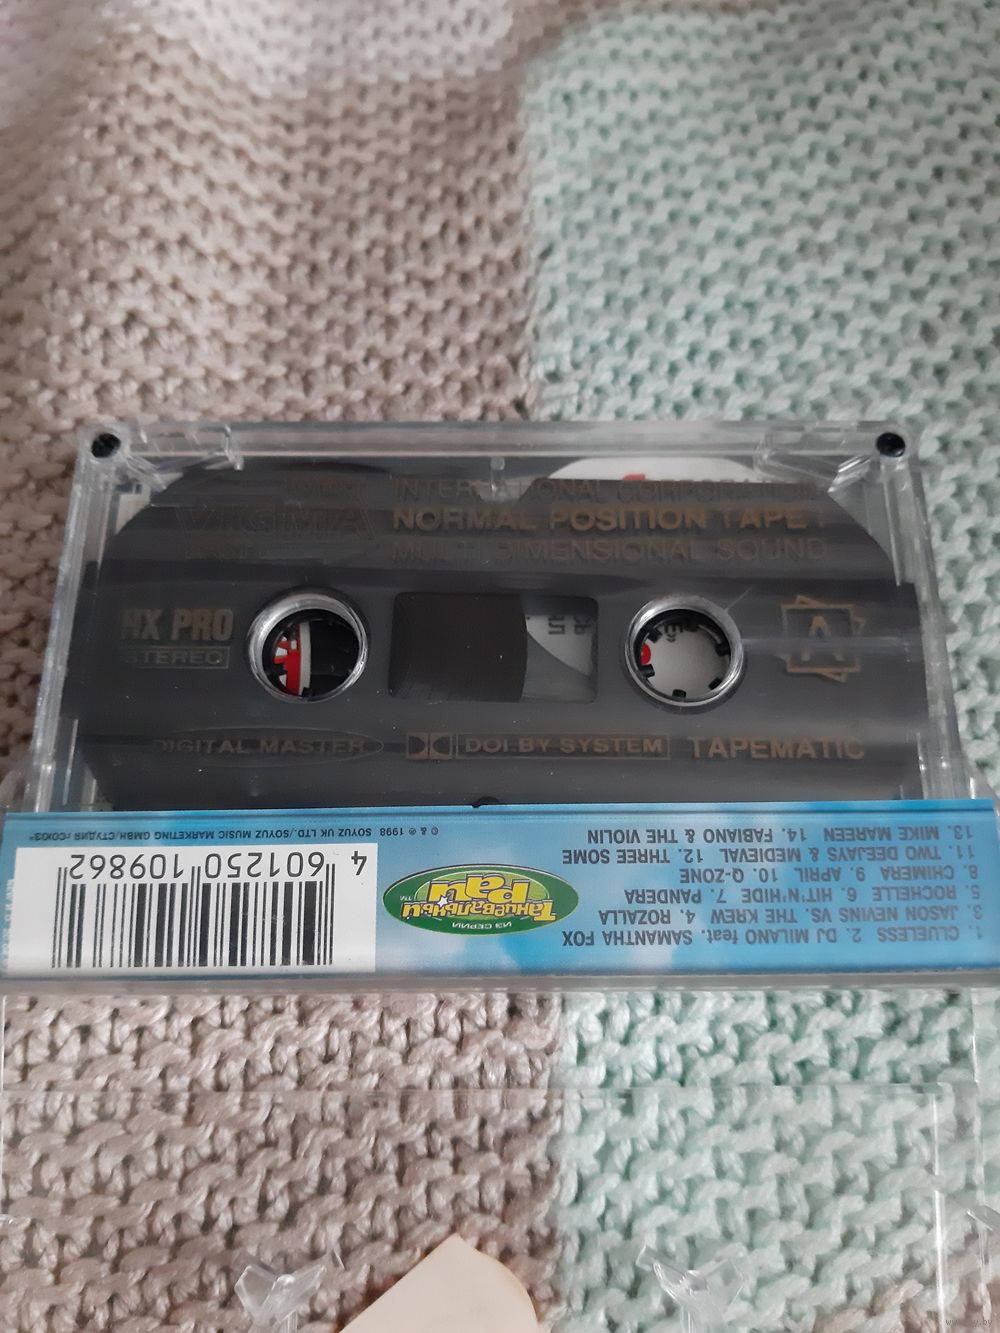 INTERNATIONAL CORPORATION
NORMAL POSITION TAPE I
MULTI DIMENSIONAL SOUND
HX PRO
STEREO
A
DIGITAL MASTER
DOLBY SYSTEM
TAPEMATIC
1. CLUELESS 2. DJ MILANO feat. SAMANTHA FOX
3. JASON NEVINS VS. THE KREW 4. ROZALLA
5. ROCHELLE 6. HIT'N'HIDE 7. PANDERA
8. CHIMERA 9. APRIL 10. Q-ZONE
11. TWO DEEJAYS & MEDIEVAL 12. THREE SOME
13. MIKE MAREEN 14. FABIANO & THE VIOLIN
ИЗ СЕРИИ
Танцевальный
Рай™
4 601250 109862
© & ℗ 1998 SOYUZ UK LTD./SOYUZ MUSIC MARKETING GMBH/СТУДИЯ «СОЮЗ»